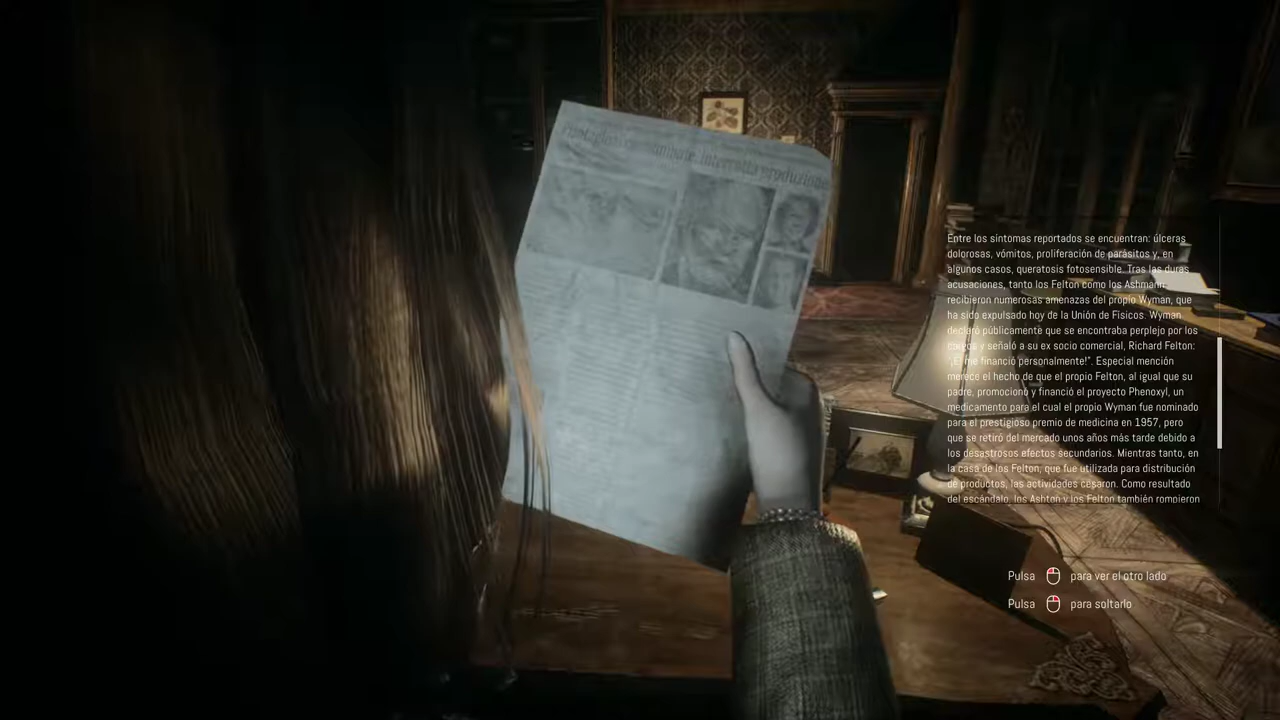 interrotta produzione
Entre los síntomas reportados se encuentran: úlceras
dolorosas, vómitos, proliferación de parásitos y, en
algunos casos, queratosis fotosensible. Tras las duras
acusaciones, tanto los Felton como los Ashmann
recibieron numerosas amenazas del propio Wyman, que
ha sido expulsado hoy de la Unión de Físicos. Wyman
declaró públicamente que se encontraba perplejo por los
y señaló a su ex socio comercial, Richard Felton:
me financió personalmente!". Especial mención
merece el hecho de que el propio Felton, al igual que su
padre, promocionó y financió el proyecto Phenoxyl, un
medicamento para el cual el propio Wyman fue nominado
para el prestigioso premio de medicina en 1957, pero
que se retiró del mercado unos años más tarde debido a
los desastrosos efectos secundarios. Mientras tanto, en
la casa de los Felton, que fue utilizada para distribución
de productos, las actividades cesaron. Como resultado
del escándalo, los Ashton y los Felton también rompieron
Pulsa para ver el otro lado
Pulsa para soltarlo